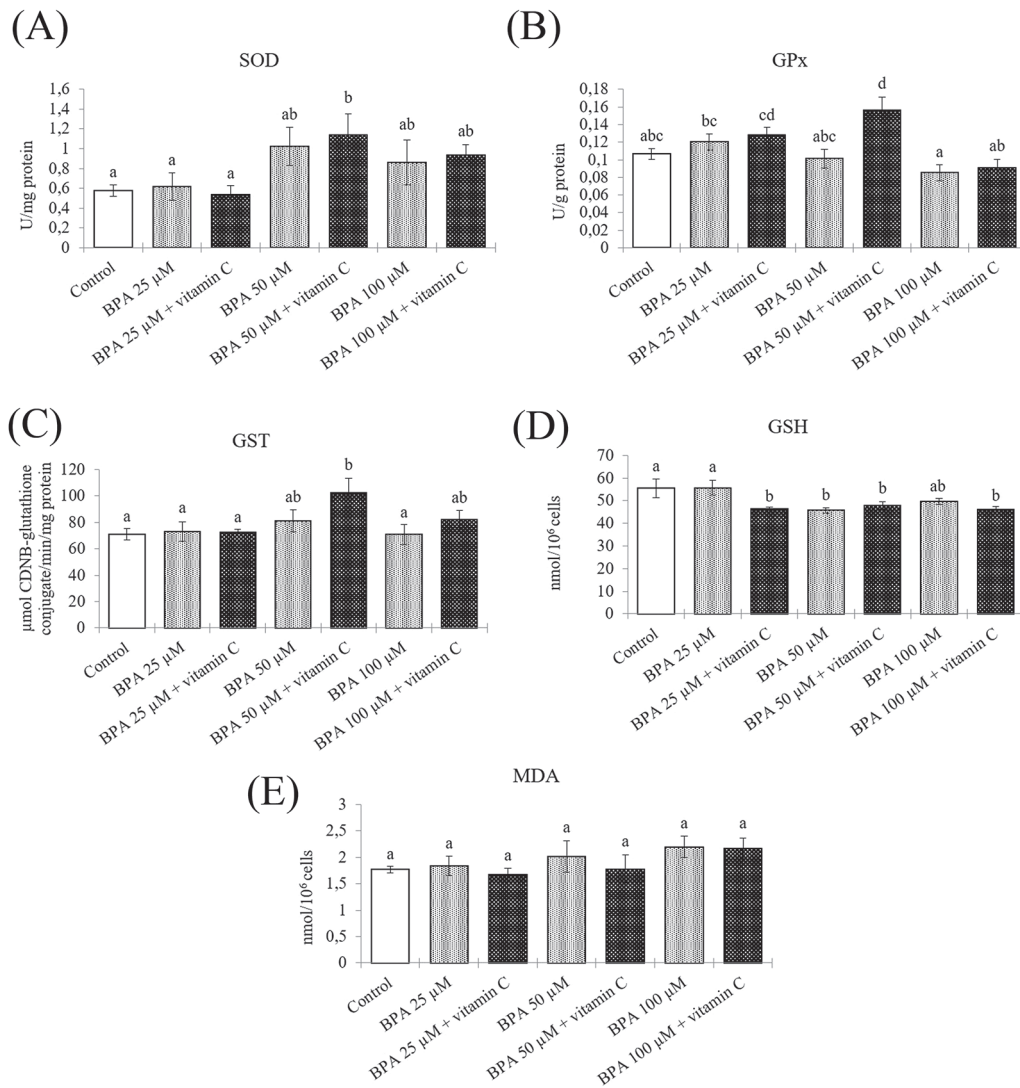 (A)
SOD
U/mg protein
1,6
1,4
1,2
1
0,8
0,6
0,4
0,2
0
a
a
a
ab
b
ab
ab
Control
BPA 25 µM
BPA 25 µM + vitamin C
BPA 50 µM
BPA 50 µM + vitamin C
BPA 100 µM
BPA 100 µM + vitamin C
(B)
GPx
U/g protein
0,18
0,16
0,14
0,12
0,1
0,08
0,06
0,04
0,02
0
abc
bc
cd
abc
d
a
ab
Control
BPA 25 µM
BPA 25 µM + vitamin C
BPA 50 µM
BPA 50 µM + vitamin C
BPA 100 µM
BPA 100 µM + vitamin C
(C)
GST
µmol CDNB-glutathione
conjugate/min/mg protein
120
100
80
60
40
20
0
a
a
a
ab
b
a
ab
Control
BPA 25 µM
BPA 25 µM + vitamin C
BPA 50 µM
BPA 50 µM + vitamin C
BPA 100 µM
BPA 100 µM + vitamin C
(D)
GSH
nmol/10⁶ cells
70
60
50
40
30
20
10
0
a
a
b
b
b
ab
b
Control
BPA 25 µM
BPA 25 µM + vitamin C
BPA 50 µM
BPA 50 µM + vitamin C
BPA 100 µM
BPA 100 µM + vitamin C
(E)
MDA
nmol/10⁶ cells
3
2,5
2
1,5
1
0,5
0
a
a
a
a
a
a
a
Control
BPA 25 µM
BPA 25 µM + vitamin C
BPA 50 µM
BPA 50 µM + vitamin C
BPA 100 µM
BPA 100 µM + vitamin C